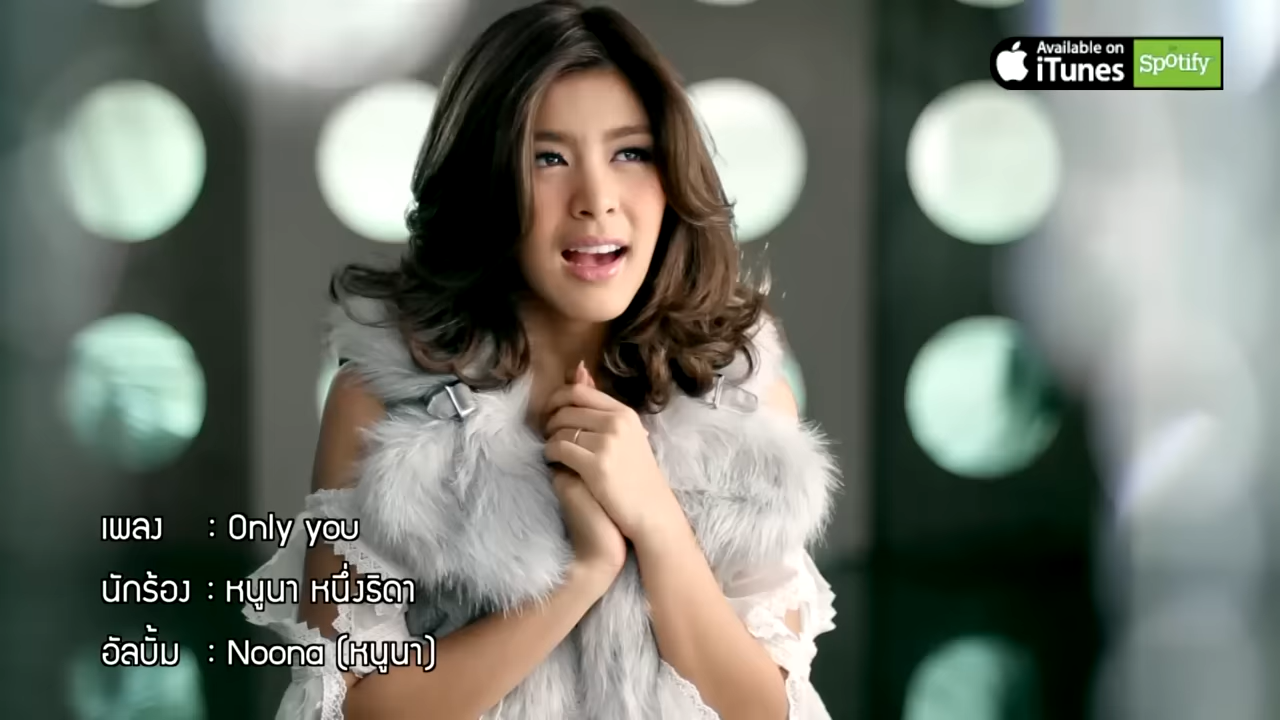 Available on
iTunes
Spotify
เพลง : Only you
นักร้อง : หนูนา หนึ่งธิดา
อัลบั้ม : Noona (หนูนา)